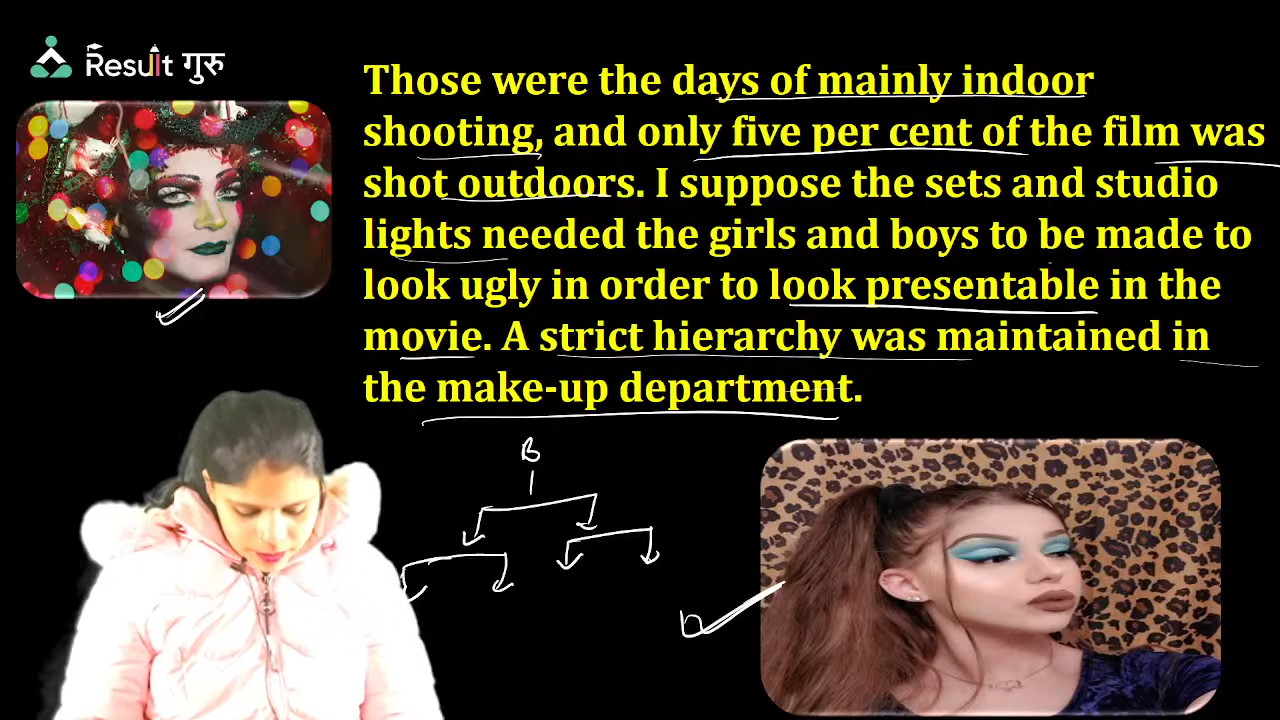 Result गुरु
Those were the days of mainly indoor
shooting, and only five per cent of the film was
shot outdoors. I suppose the sets and studio
lights needed the girls and boys to be made to
look ugly in order to look presentable in the
movie. A strict hierarchy was maintained in
the make-up department.
B